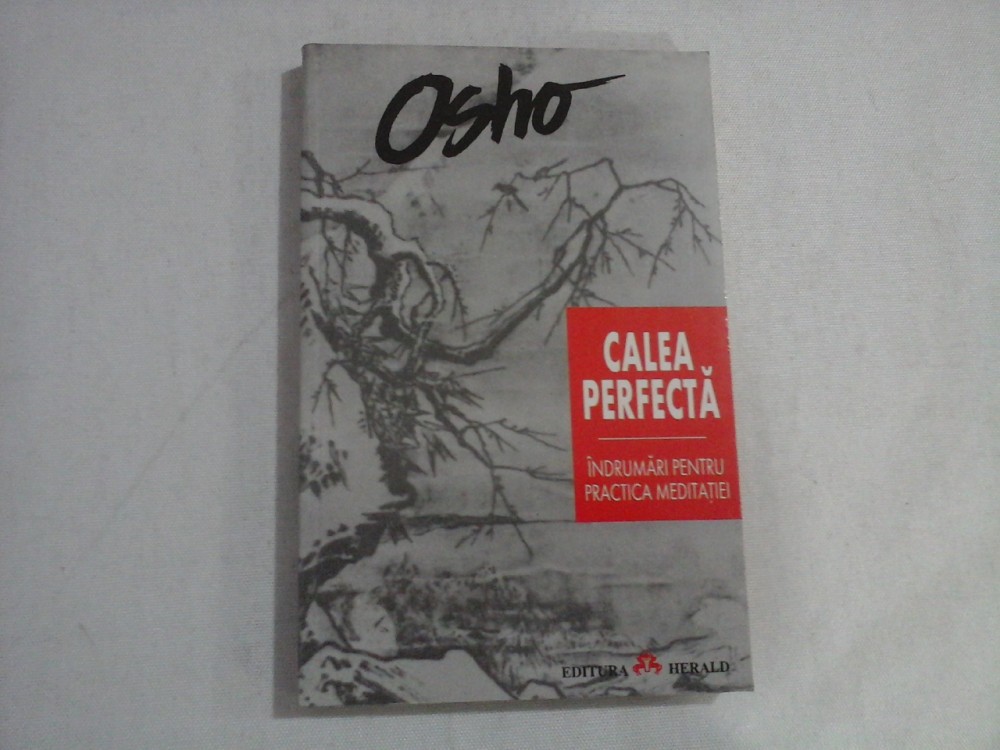 Osho
CALEA
PERFECTĂ
ÎNDRUMĂRI PENTRU
PRACTICA MEDITAȚIEI
EDITURA HERALD